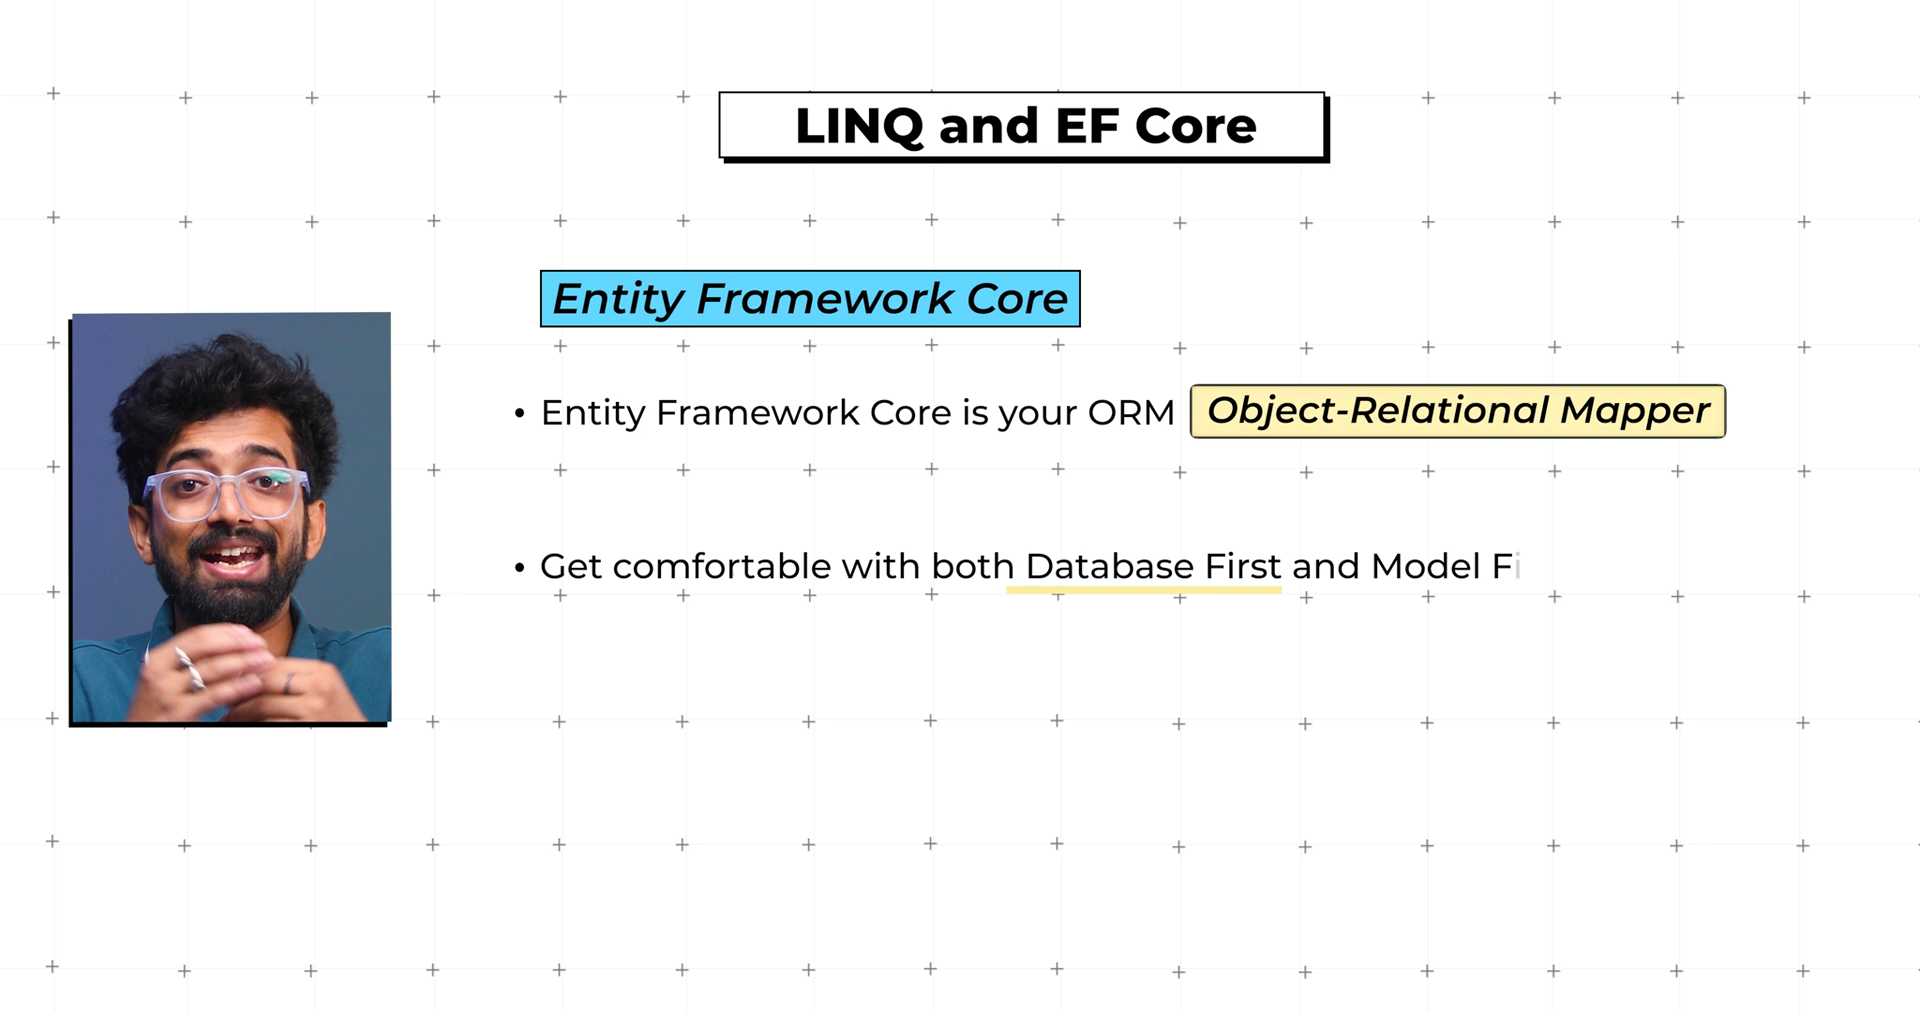 LINQ and EF Core
Entity Framework Core
• Entity Framework Core is your ORM Object-Relational Mapper
• Get comfortable with both Database First and Model Fi